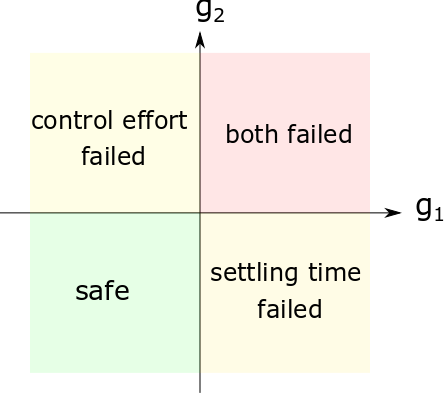 g₂
control effort
failed
both failed
g₁
safe
settling time
failed